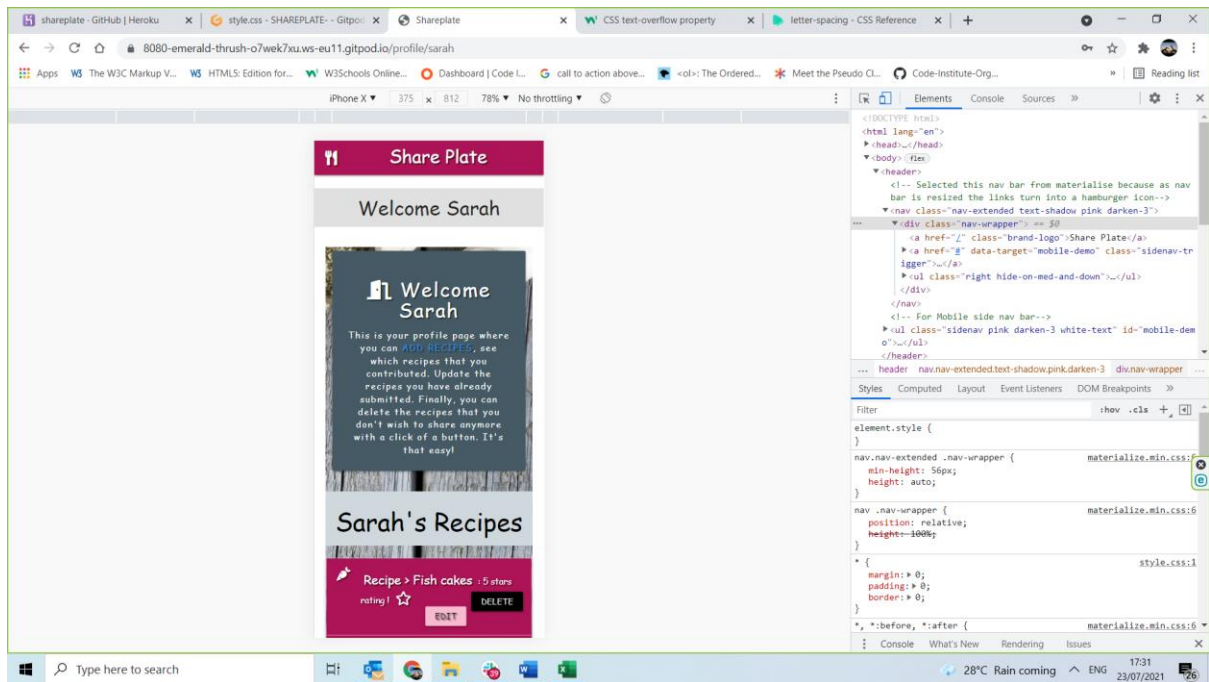 shareplate · GitHub | Heroku
style.css - SHAREPLATE- - Gitpod
Shareplate
CSS text-overflow property
letter-spacing - CSS Reference
8080-emerald-thrush-o7wek7xu.ws-eu11.gitpod.io/profile/sarah
Apps
The W3C Markup V...
HTML5: Edition for...
W3Schools Online...
Dashboard | Code I...
call to action above...
<ol>: The Ordered...
Meet the Pseudo Cl...
Code-Institute-Org...
»
Reading list
iPhone X ▼ 375 x 812 78% ▼ No throttling ▼
Share Plate
Welcome Sarah
Welcome
Sarah
This is your profile page where
you can ADD RECIPES, see
which recipes that you
contributed. Update the
recipes you have already
submitted. Finally, you can
delete the recipes that you
don't wish to share anymore
with a click of a button. It's
that easy!
Sarah's Recipes
Recipe > Fish cakes : 5 stars
rating !
DELETE
EDIT
Elements Console Sources »
<!DOCTYPE html>
<html lang="en">
▶<head>…</head>
▼<body> flex
▼<header>
<!-- Selected this nav bar from materialise because as nav
bar is resized the links turn into a hamburger icon-->
▼<nav class="nav-extended text-shadow pink darken-3">
… ▼<div class="nav-wrapper"> == $0
<a href="/" class="brand-logo">Share Plate</a>
▶<a href="#" data-target="mobile-demo" class="sidenav-tr
igger">…</a>
▶<ul class="right hide-on-med-and-down">…</ul>
</div>
</nav>
<!-- For Mobile side nav bar-->
▶<ul class="sidenav pink darken-3 white-text" id="mobile-dem
o">…</ul>
</header>
... header nav.nav-extended.text-shadow.pink.darken-3 div.nav-wrapper ...
Styles Computed Layout Event Listeners DOM Breakpoints »
Filter :hov .cls +
element.style {
}
nav.nav-extended .nav-wrapper { materialize.min.css:6
min-height: 56px;
height: auto;
}
nav .nav-wrapper { materialize.min.css:6
position: relative;
height: 100%;
}
* { style.css:1
margin:▶ 0;
padding:▶ 0;
border:▶ 0;
}
*, *:before, *:after { materialize.min.css:6
Console What's New Rendering Issues
Type here to search
28°C Rain coming
ENG
17:31
23/07/2021
26